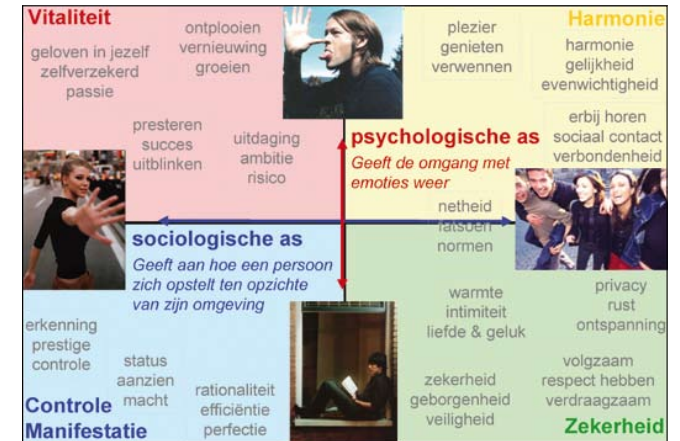 Vitaliteit
geloven in jezelf
zelfverzekerd
passie
ontplooien
vernieuwing
groeien
presteren
succes
uitblinken
uitdaging
ambitie
risico
Harmonie
plezier
genieten
verwennen
harmonie
gelijkheid
evenwichtigheid
erbij horen
sociaal contact
verbondenheid
psychologische as
Geeft de omgang met
emoties weer
netheid
fatsoen
normen
sociologische as
Geeft aan hoe een persoon
zich opstelt ten opzichte
van zijn omgeving
erkenning
prestige
controle
status
aanzien
macht
rationaliteit
efficiëntie
perfectie
Controle
Manifestatie
warmte
intimiteit
liefde & geluk
privacy
rust
ontspanning
zekerheid
geborgenheid
veiligheid
volgzaam
respect hebben
verdraagzaam
Zekerheid